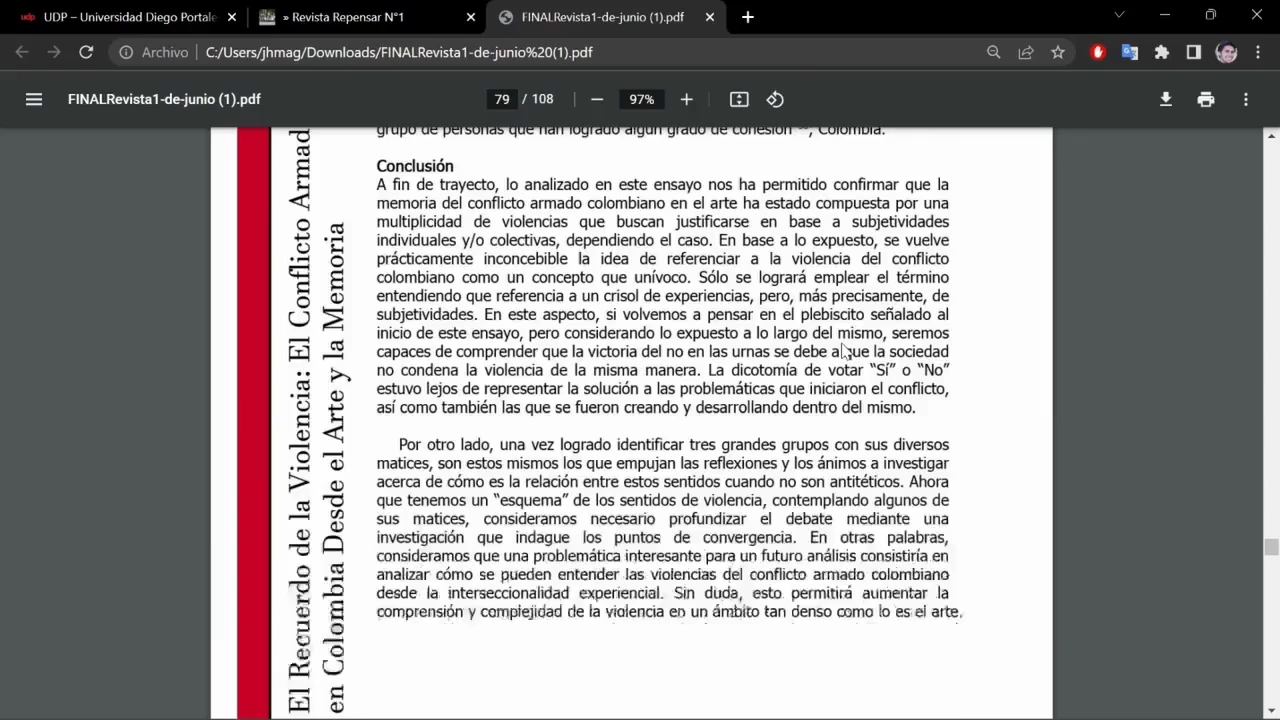 UDP – Universidad Diego Portale
» Revista Repensar N°1
FINALRevista1-de-junio (1).pdf
Archivo
C:/Users/jhmag/Downloads/FINALRevista1-de-junio%20(1).pdf
FINALRevista1-de-junio (1).pdf
79 / 108
97%
El Recuerdo de la Violencia: El Conflicto Armad
en Colombia Desde el Arte y la Memoria
grupo de personas que han logrado algún grado de cohesión , Colombia.
Conclusión
A fin de trayecto, lo analizado en este ensayo nos ha permitido confirmar que la
memoria del conflicto armado colombiano en el arte ha estado compuesta por una
multiplicidad de violencias que buscan justificarse en base a subjetividades
individuales y/o colectivas, dependiendo el caso. En base a lo expuesto, se vuelve
prácticamente inconcebible la idea de referenciar a la violencia del conflicto
colombiano como un concepto que unívoco. Sólo se logrará emplear el término
entendiendo que referencia a un crisol de experiencias, pero, más precisamente, de
subjetividades. En este aspecto, si volvemos a pensar en el plebiscito señalado al
inicio de este ensayo, pero considerando lo expuesto a lo largo del mismo, seremos
capaces de comprender que la victoria del no en las urnas se debe a que la sociedad
no condena la violencia de la misma manera. La dicotomía de votar “Sí” o “No”
estuvo lejos de representar la solución a las problemáticas que iniciaron el conflicto,
así como también las que se fueron creando y desarrollando dentro del mismo.
Por otro lado, una vez logrado identificar tres grandes grupos con sus diversos
matices, son estos mismos los que empujan las reflexiones y los ánimos a investigar
acerca de cómo es la relación entre estos sentidos cuando no son antitéticos. Ahora
que tenemos un “esquema” de los sentidos de violencia, contemplando algunos de
sus matices, consideramos necesario profundizar el debate mediante una
investigación que indague los puntos de convergencia. En otras palabras,
consideramos que una problemática interesante para un futuro análisis consistiría en
analizar cómo se pueden entender las violencias del conflicto armado colombiano
desde la interseccionalidad experiencial. Sin duda, esto permitirá aumentar la
comprensión y complejidad de la violencia en un ámbito tan denso como lo es el arte.